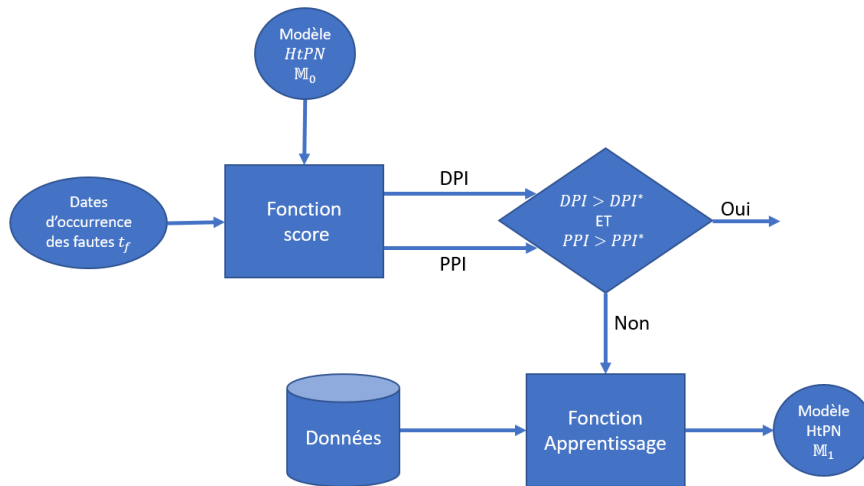 Modèle
HtPN
𝕄₀
Dates
d'occurrence
des fautes t_f
Fonction
score
DPI
PPI
DPI > DPI*
ET
PPI > PPI*
Oui
Non
Données
Fonction
Apprentissage
Modèle
HtPN
𝕄₁